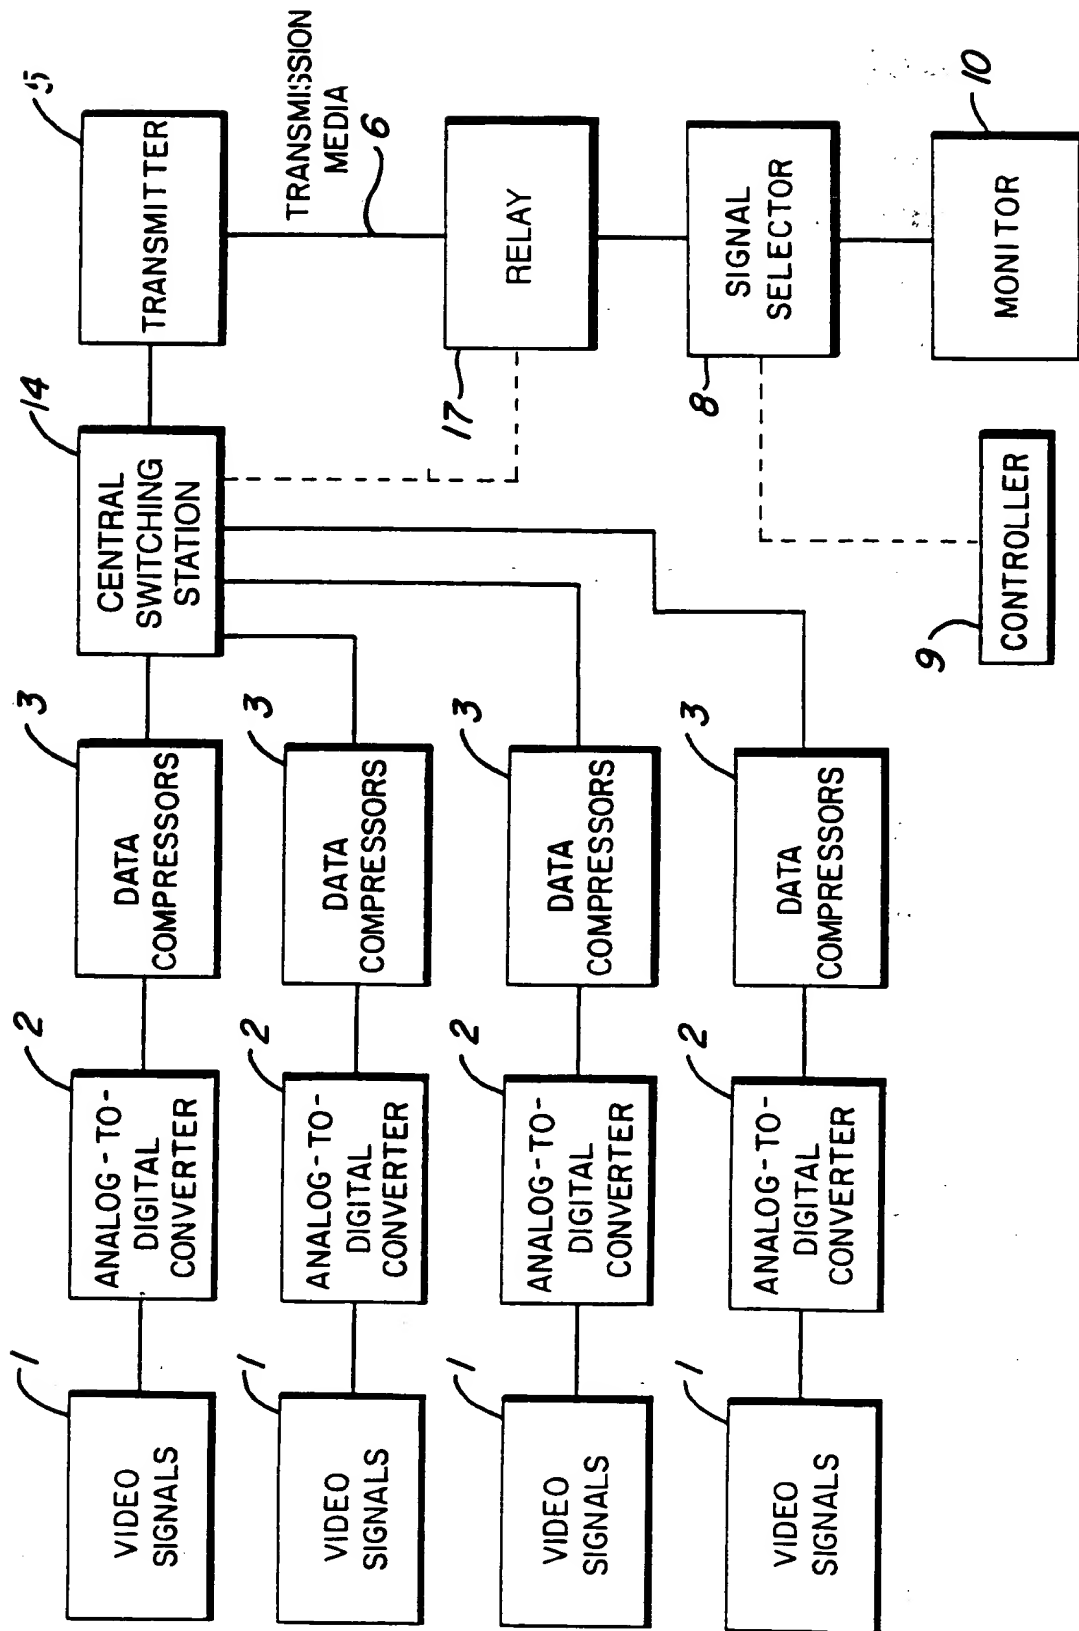 1
VIDEO
SIGNALS
2
ANALOG-TO-
DIGITAL
CONVERTER
3
DATA
COMPRESSORS
14
CENTRAL
SWITCHING
STATION
5
TRANSMITTER
1
VIDEO
SIGNALS
2
ANALOG-TO-
DIGITAL
CONVERTER
3
DATA
COMPRESSORS
TRANSMISSION
MEDIA
6
1
VIDEO
SIGNALS
2
ANALOG-TO-
DIGITAL
CONVERTER
3
DATA
COMPRESSORS
17
RELAY
1
VIDEO
SIGNALS
2
ANALOG-TO-
DIGITAL
CONVERTER
3
DATA
COMPRESSORS
8
SIGNAL
SELECTOR
9
CONTROLLER
10
MONITOR